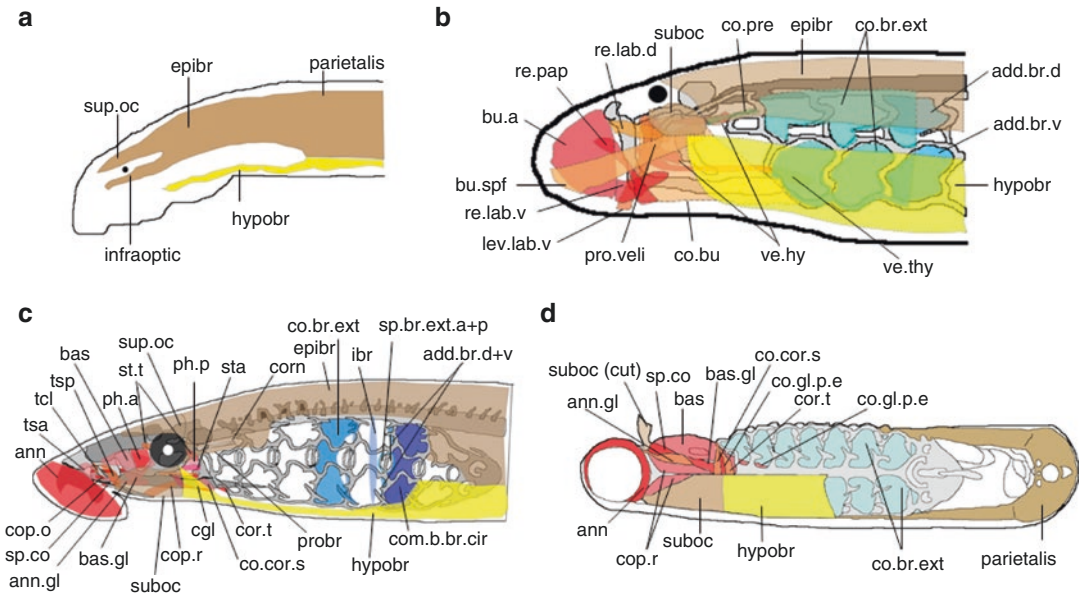 a
epibr
parietalis
sup.oc
infraoptic
hypobr
b
suboc
co.pre
epibr
co.br.ext
re.lab.d
re.pap
add.br.d
bu.a
add.br.v
bu.spf
hypobr
re.lab.v
lev.lab.v
pro.veli
co.bu
ve.hy
ve.thy
c
co.br.ext
sp.br.ext.a+p
sup.oc
epibr
ibr
add.br.d+v
bas
st.t
ph.p
sta
corn
tsp
tcl
ph.a
tsa
ann
cop.o
sp.co
ann.gl
bas.gl
suboc
cop.r
cgl
cor.t
co.cor.s
probr
hypobr
com.b.br.cir
d
co.cor.s
suboc (cut)
sp.co
bas.gl
co.gl.p.e
ann.gl
bas
cor.t
co.gl.p.e
ann
cop.r
suboc
hypobr
co.br.ext
parietalis